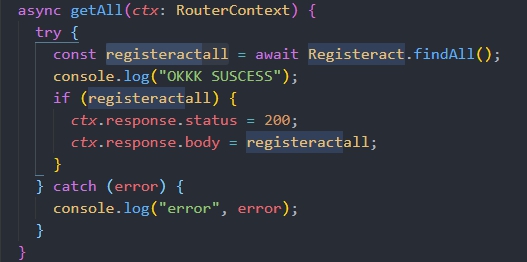 async getAll(ctx: RouterContext) {
try {
const registeractall = await Registeract.findAll();
console.log("OKKK SUSCESS");
if (registeractall) {
ctx.response.status = 200;
ctx.response.body = registeractall;
}
} catch (error) {
console.log("error", error);
}
}